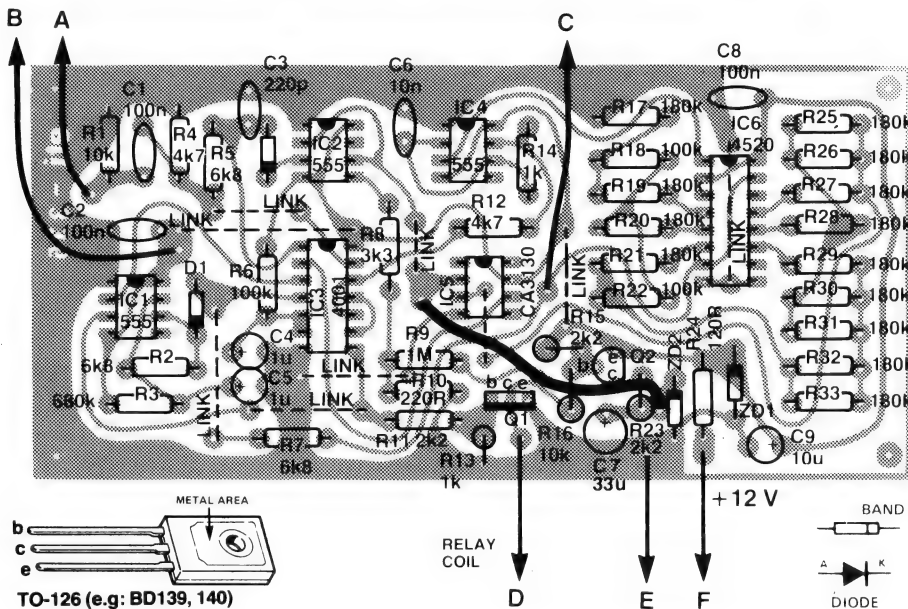 B
A
C
C8
100n
C3
220p
C6
10n
C1
100n
R1
10k
R4
4k7
R5
6k8
IC2
555
IC4
555
R14
1k
R17
180k
IC6
4520
R25
180k
R18
100k
R26
180k
R19
180k
R27
180k
R20
180k
R28
180k
R21
180k
R29
180k
R22
100k
R30
180k
R31
180k
R32
180k
R33
180k
LINK
C2
100n
LINK
R12
4k7
R8
3k3
LINK
LINK
LINK
D1
R6
100k
IC3
4001
IC5
CA3130
IC1
555
R15
2k2
C4
1u
R9
1M
R2
6k8
LINK
C5
1u
R10
220R
LINK
R3
680k
LINK
b c e
Q1
b
e
c
Q2
ZD2
R24
120R
ZD1
R7
6k8
R11 2k2
R13
1k
R16
10k
C7
33u
R23
2k2
C9
10u
+12 V
METAL AREA
b
c
e
TO-126 (e.g: BD139, 140)
RELAY
COIL
D
E
F
BAND
A
K
DIODE